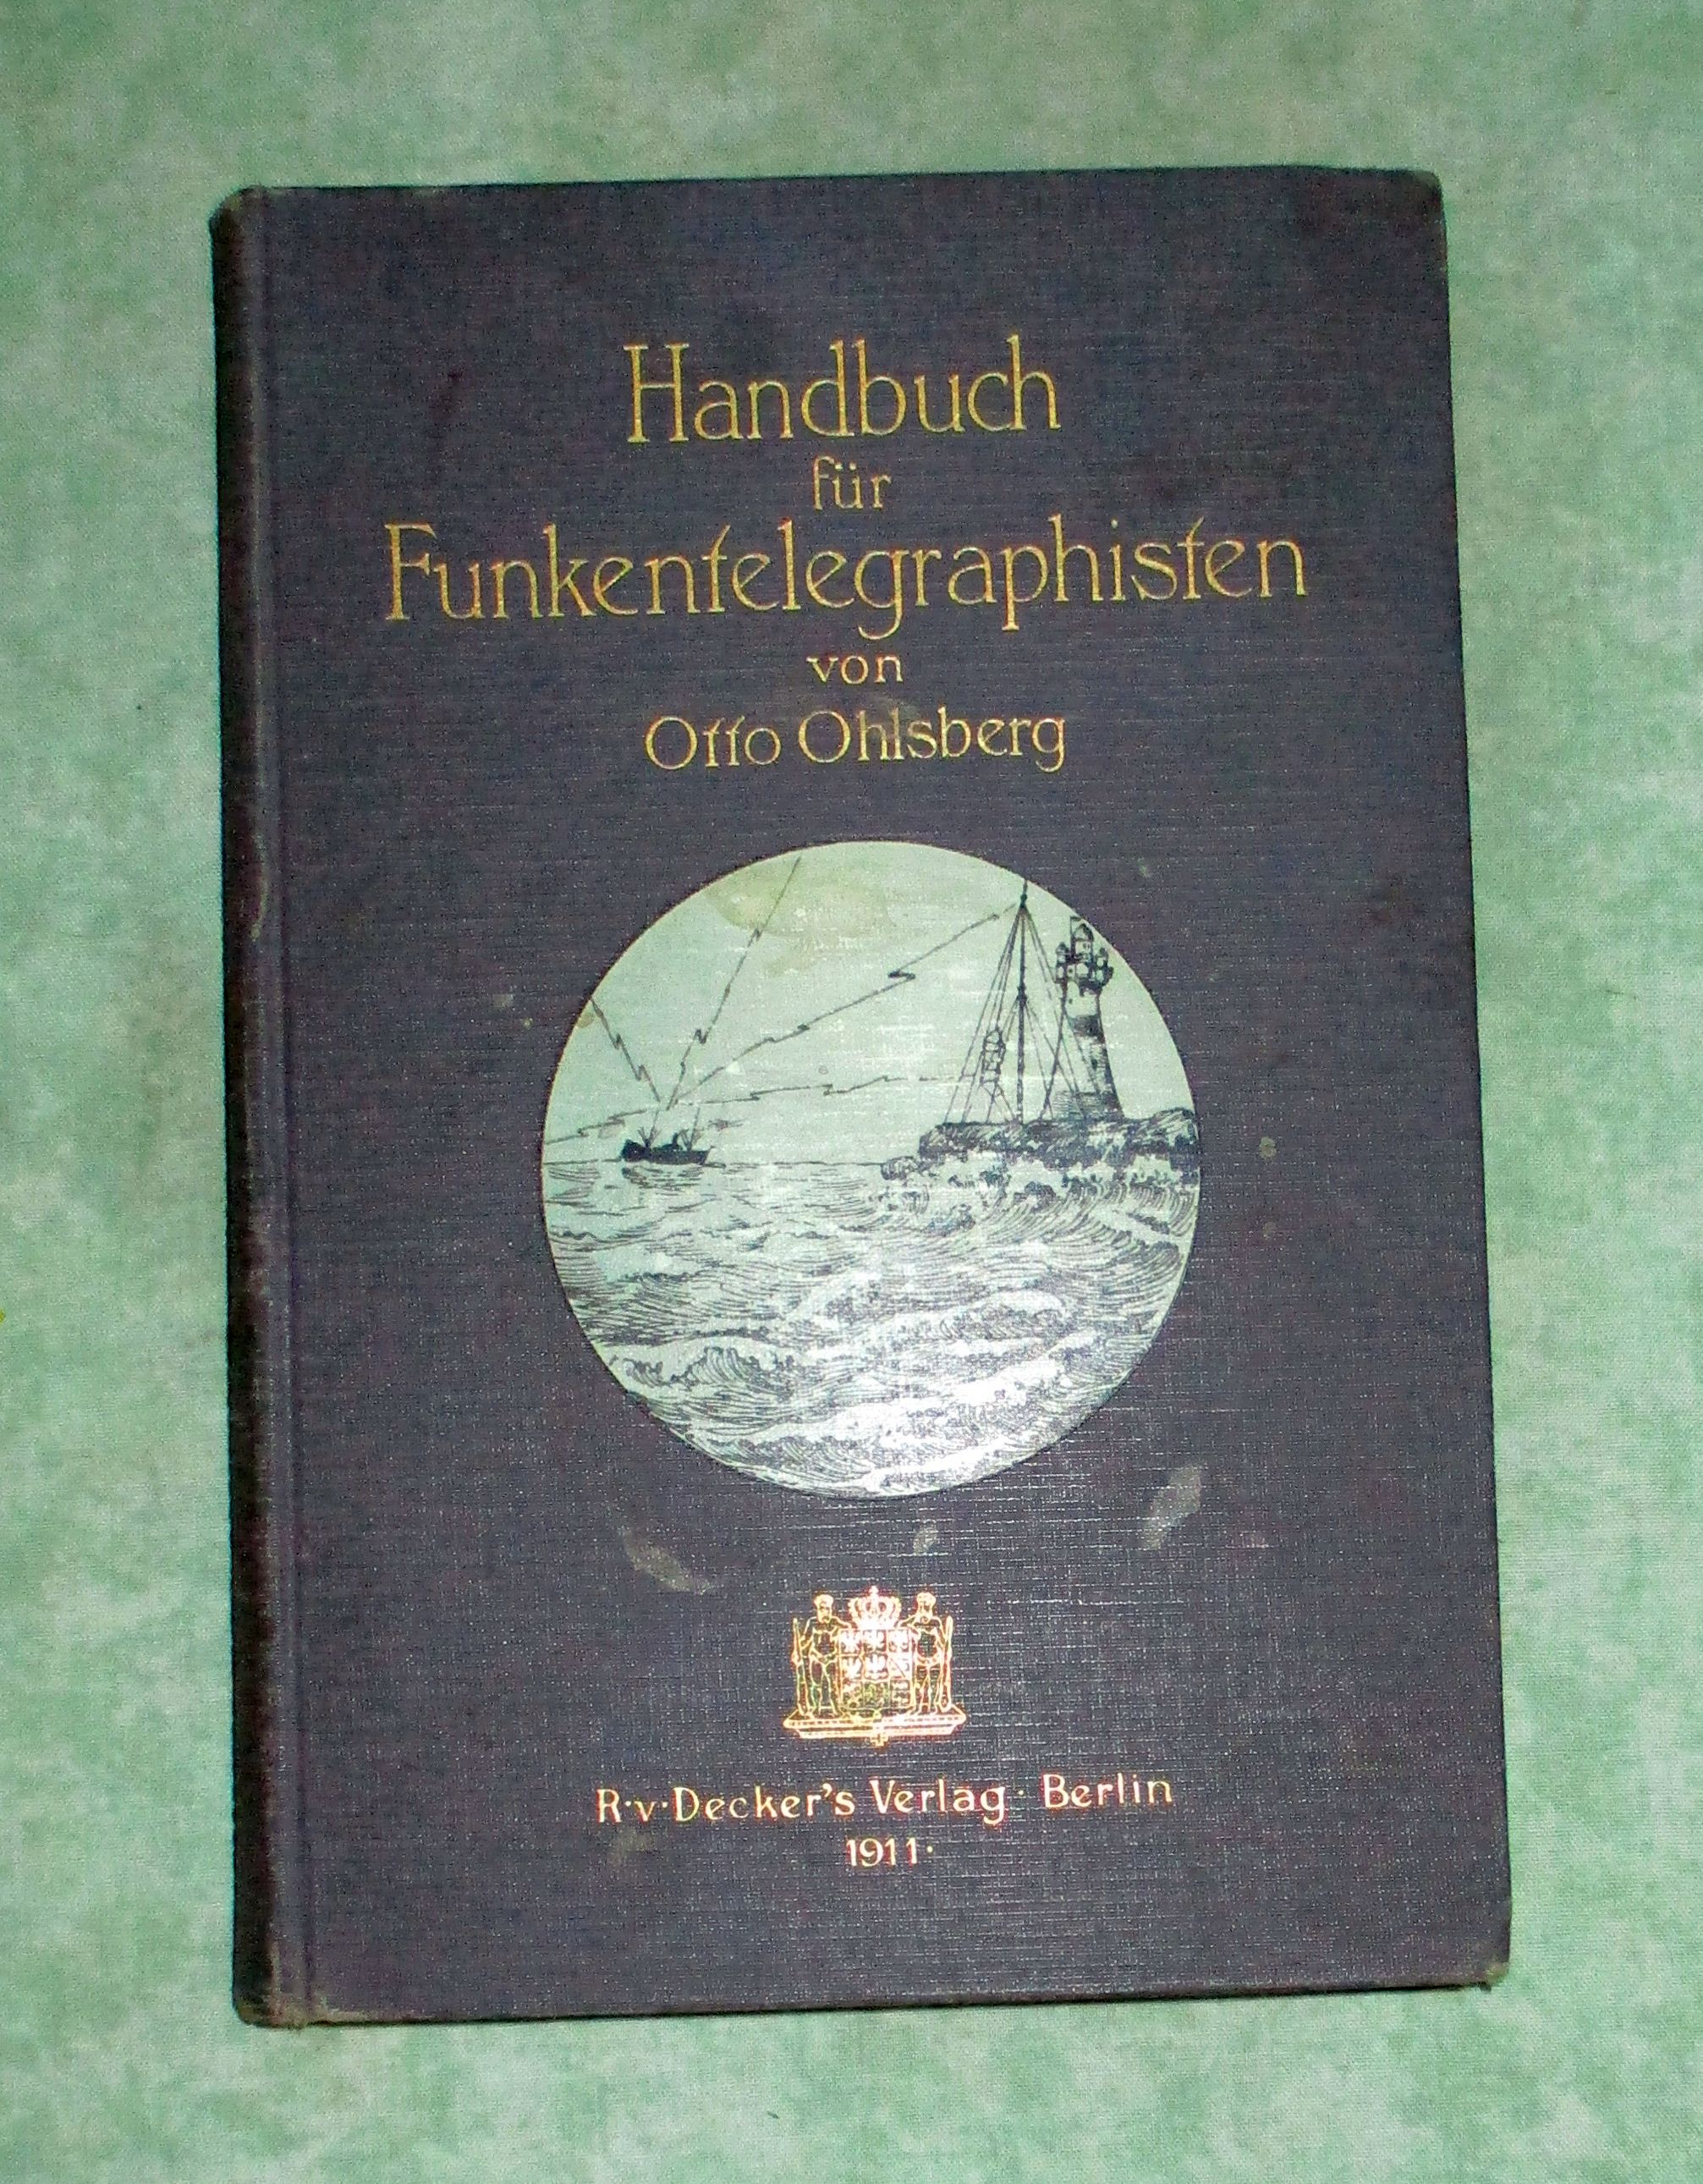 Handbuch
für
Funkentelegraphisten
von
Otto Ohlsberg
R·v·Decker's Verlag · Berlin
1911·